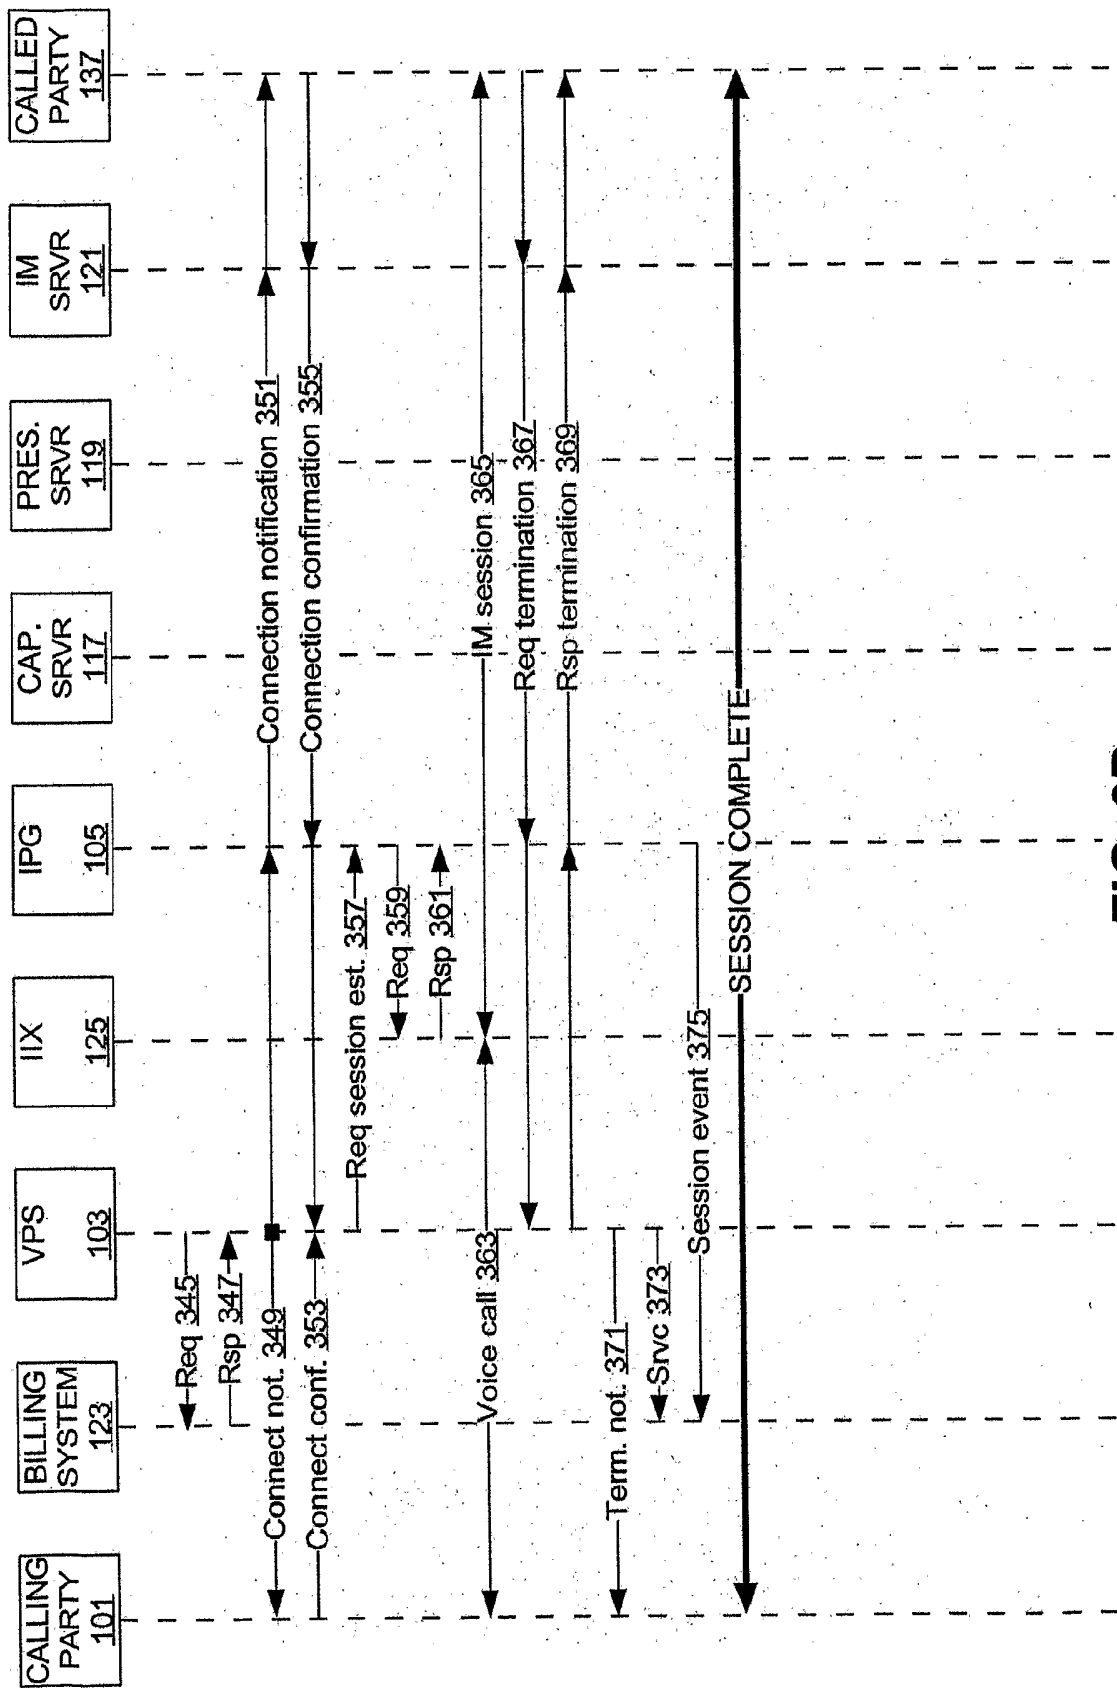 CALLING
PARTY
101
BILLING
SYSTEM
123
VPS
103
IIX
125
IPG
105
CAP.
SRVR
117
PRES.
SRVR
119
IM
SRVR
121
CALLED
PARTY
137
Req 345
Rsp 347
Connect not. 349
Connection notification 351
Connect conf. 353
Connection confirmation 355
Req session est. 357
Req 359
Rsp 361
Voice call 363
IM session 365
Req termination 367
Rsp termination 369
Term. not. 371
Srvc 373
Session event 375
SESSION COMPLETE